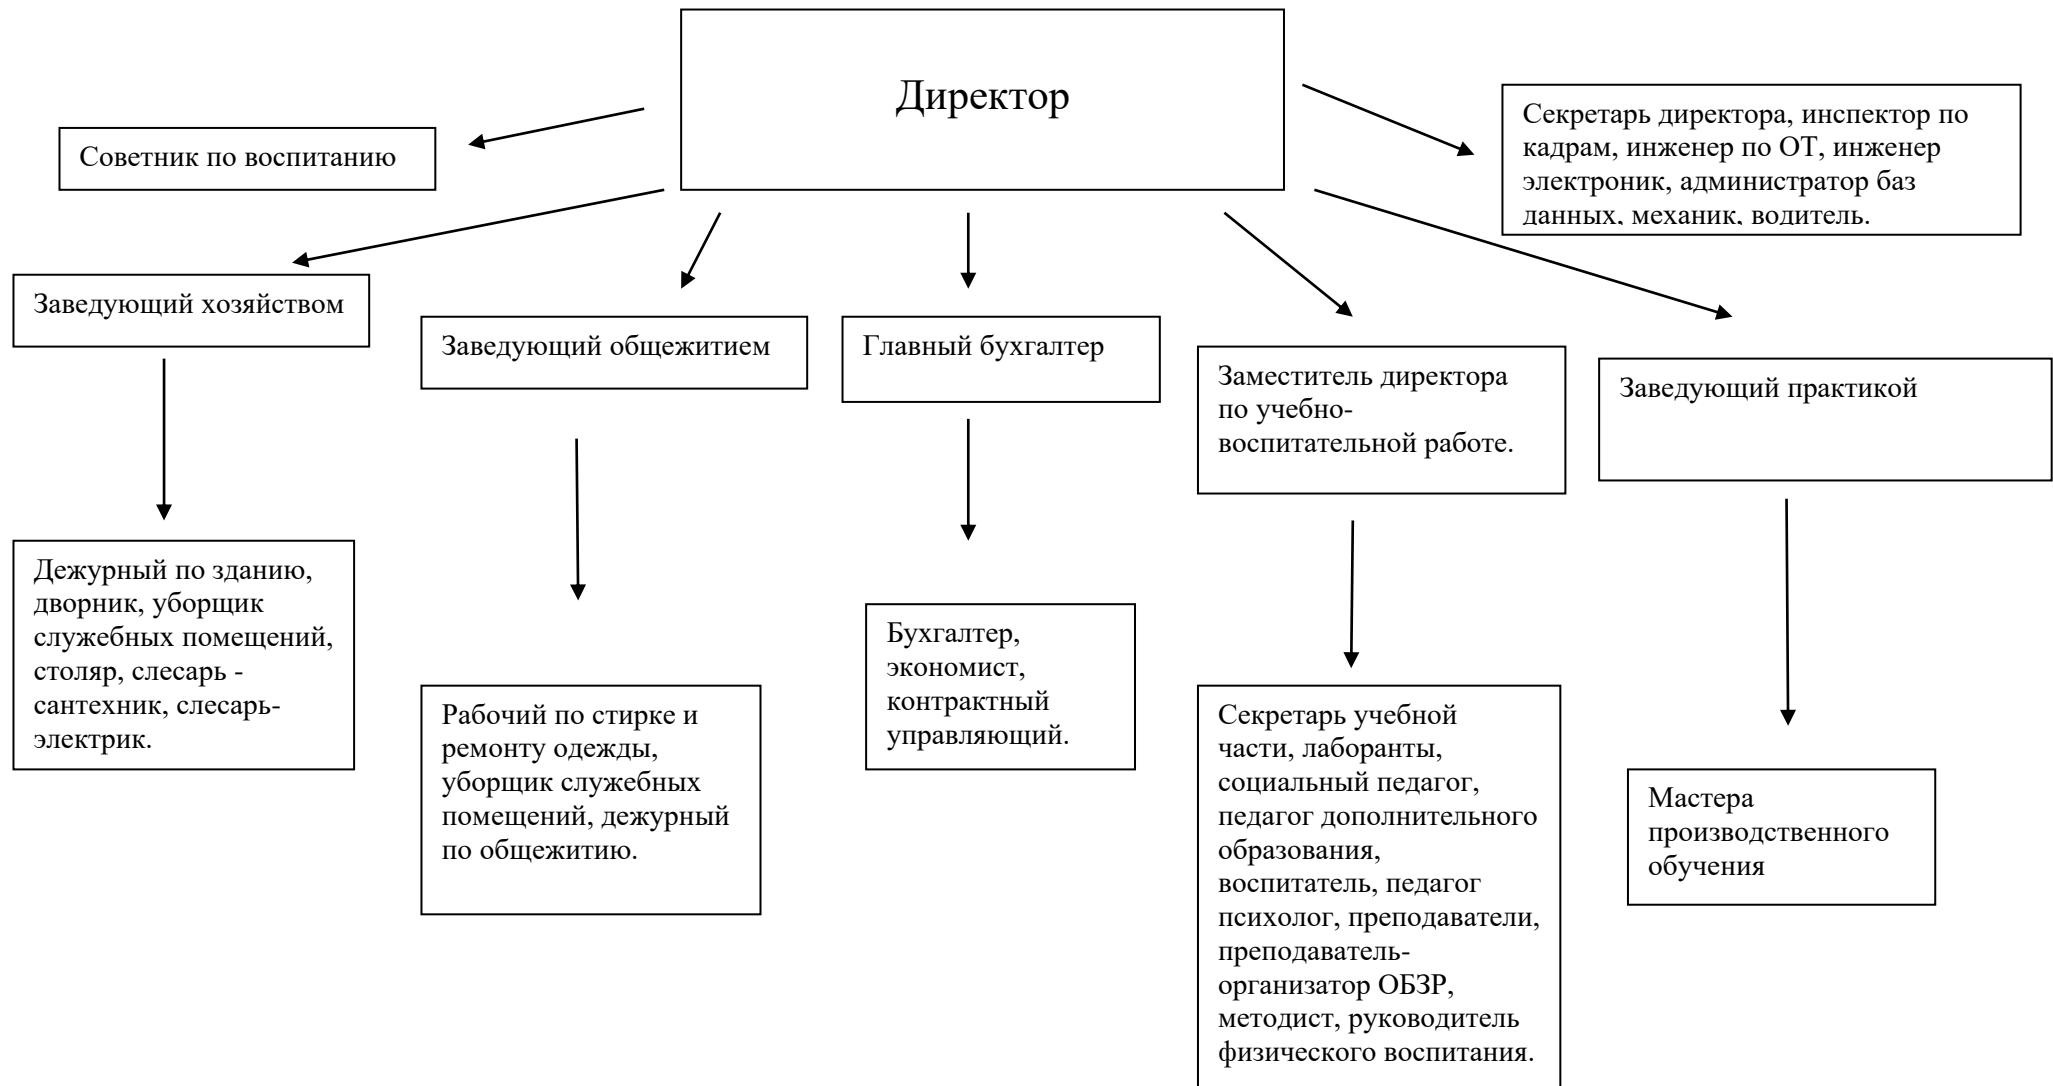 Директор
Советник по воспитанию
Секретарь директора, инспектор по
кадрам, инженер по ОТ, инженер
электроник, администратор баз
данных, механик, водитель.
Заведующий хозяйством
Заведующий общежитием
Главный бухгалтер
Заместитель директора
по учебно-
воспитательной работе.
Заведующий практикой
Дежурный по зданию,
дворник, уборщик
служебных помещений,
столяр, слесарь -
сантехник, слесарь-
электрик.
Рабочий по стирке и
ремонту одежды,
уборщик служебных
помещений, дежурный
по общежитию.
Бухгалтер,
экономист,
контрактный
управляющий.
Секретарь учебной
части, лаборанты,
социальный педагог,
педагог дополнительного
образования,
воспитатель, педагог
психолог, преподаватели,
преподаватель-
организатор ОБЗР,
методист, руководитель
физического воспитания.
Мастера
производственного
обучения